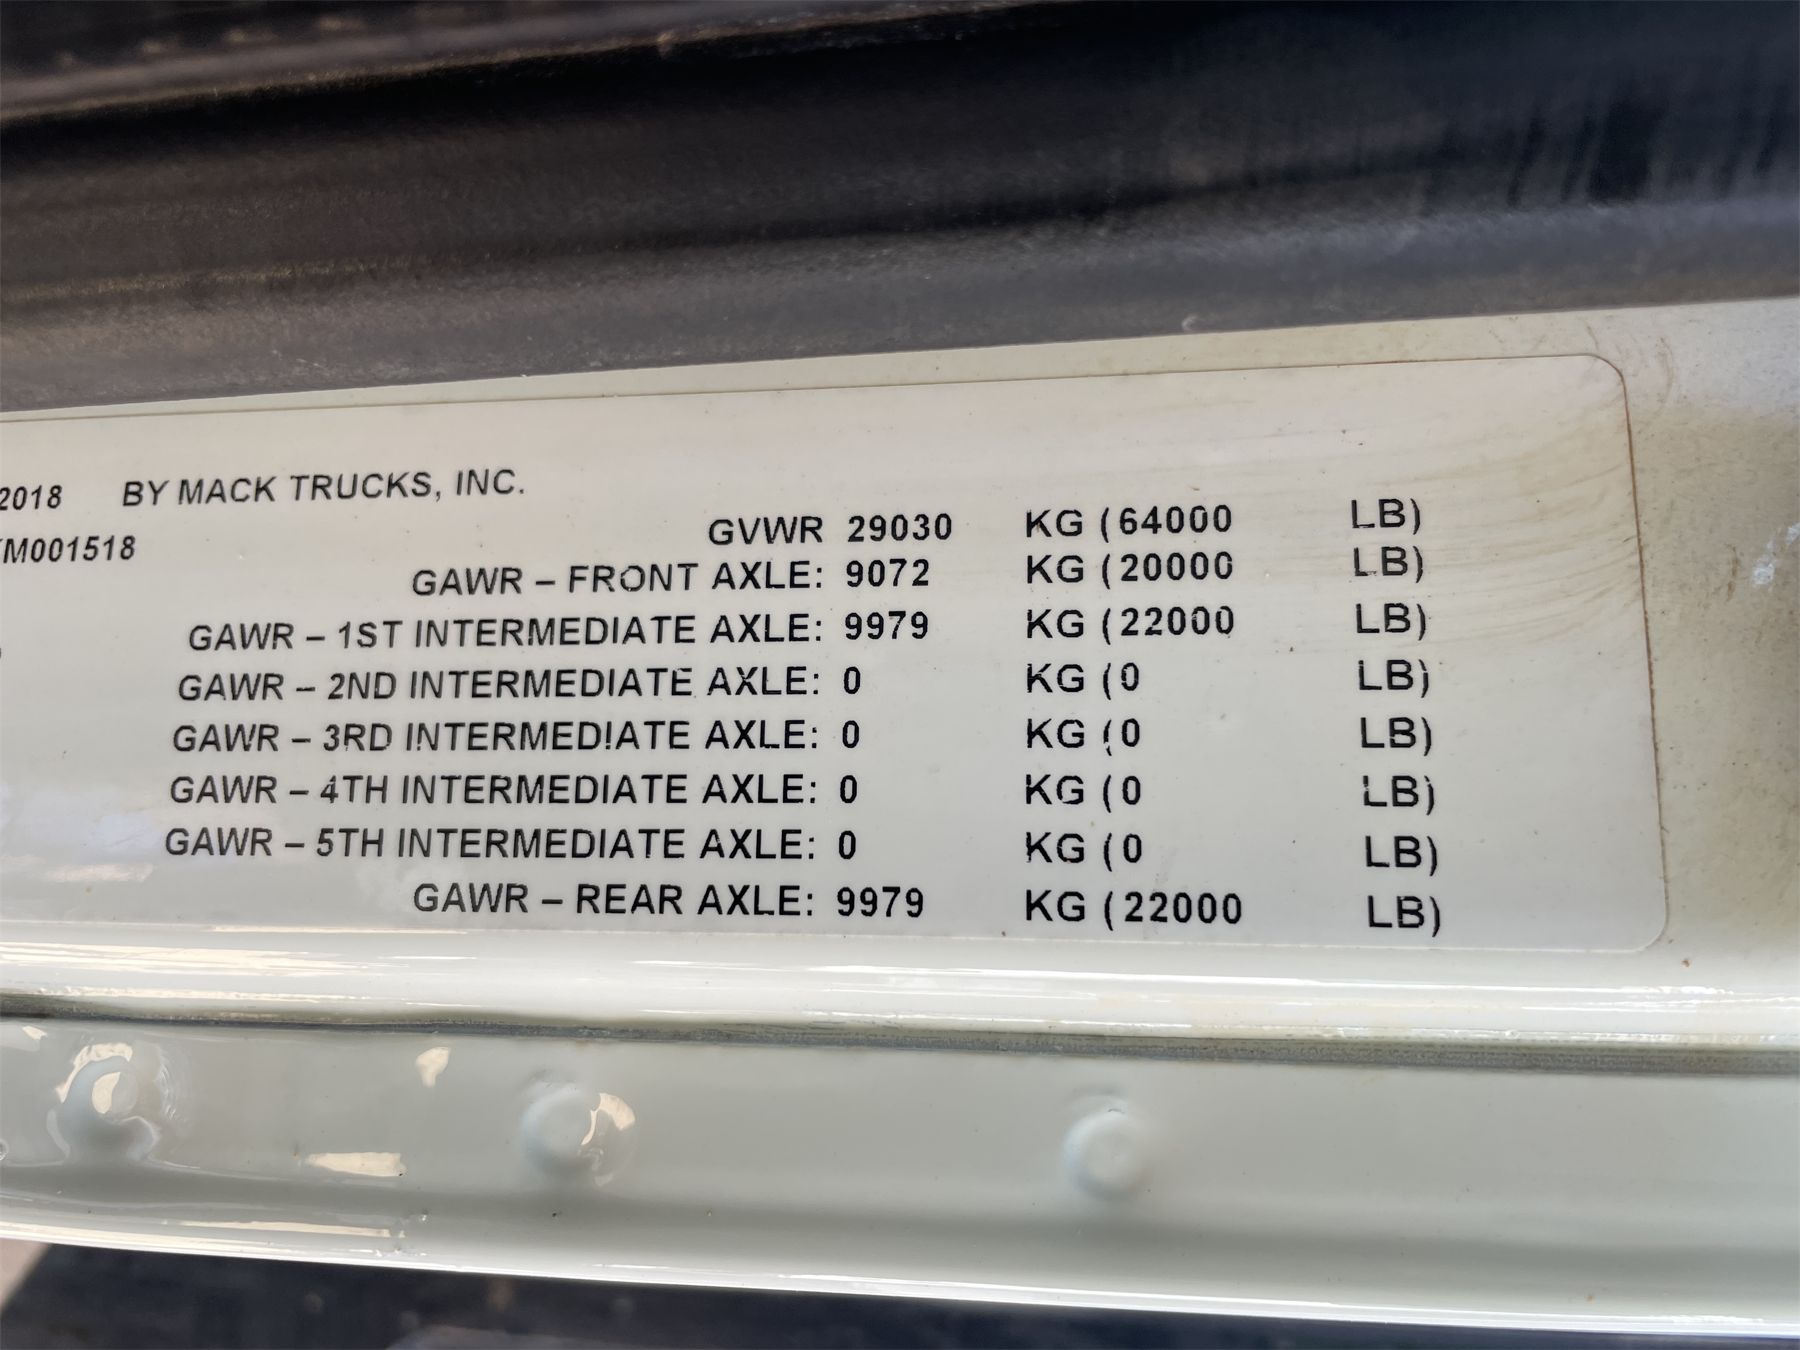 2018 BY MACK TRUCKS, INC.
M001518
GVWR 29030 KG (64000 LB)
GAWR – FRONT AXLE: 9072 KG (20000 LB)
GAWR – 1ST INTERMEDIATE AXLE: 9979 KG (22000 LB)
GAWR – 2ND INTERMEDIATE AXLE: 0 KG (0 LB)
GAWR – 3RD INTERMEDIATE AXLE: 0 KG (0 LB)
GAWR – 4TH INTERMEDIATE AXLE: 0 KG (0 LB)
GAWR – 5TH INTERMEDIATE AXLE: 0 KG (0 LB)
GAWR – REAR AXLE: 9979 KG (22000 LB)